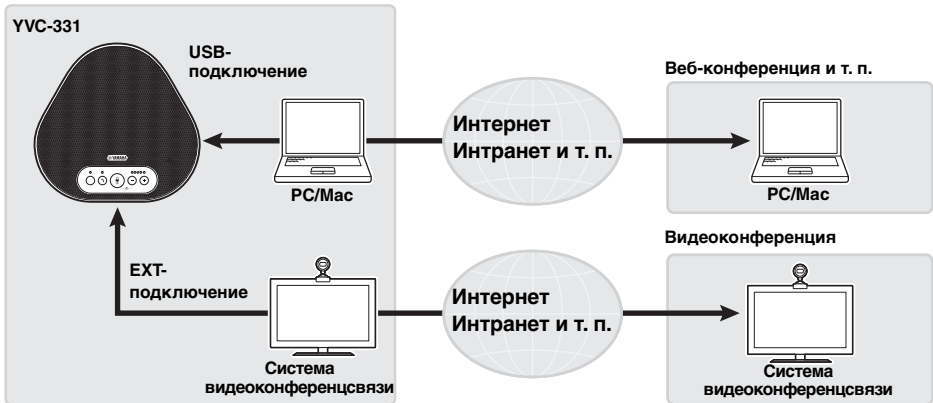 YVC-331
USB-
подключение
YAMAHA
PC/Mac
Интернет
Интранет и т. п.
Веб-конференция и т. п.
PC/Mac
EXT-
подключение
Система
видеоконференцсвязи
Интернет
Интранет и т. п.
Видеоконференция
Система
видеоконференцсвязи